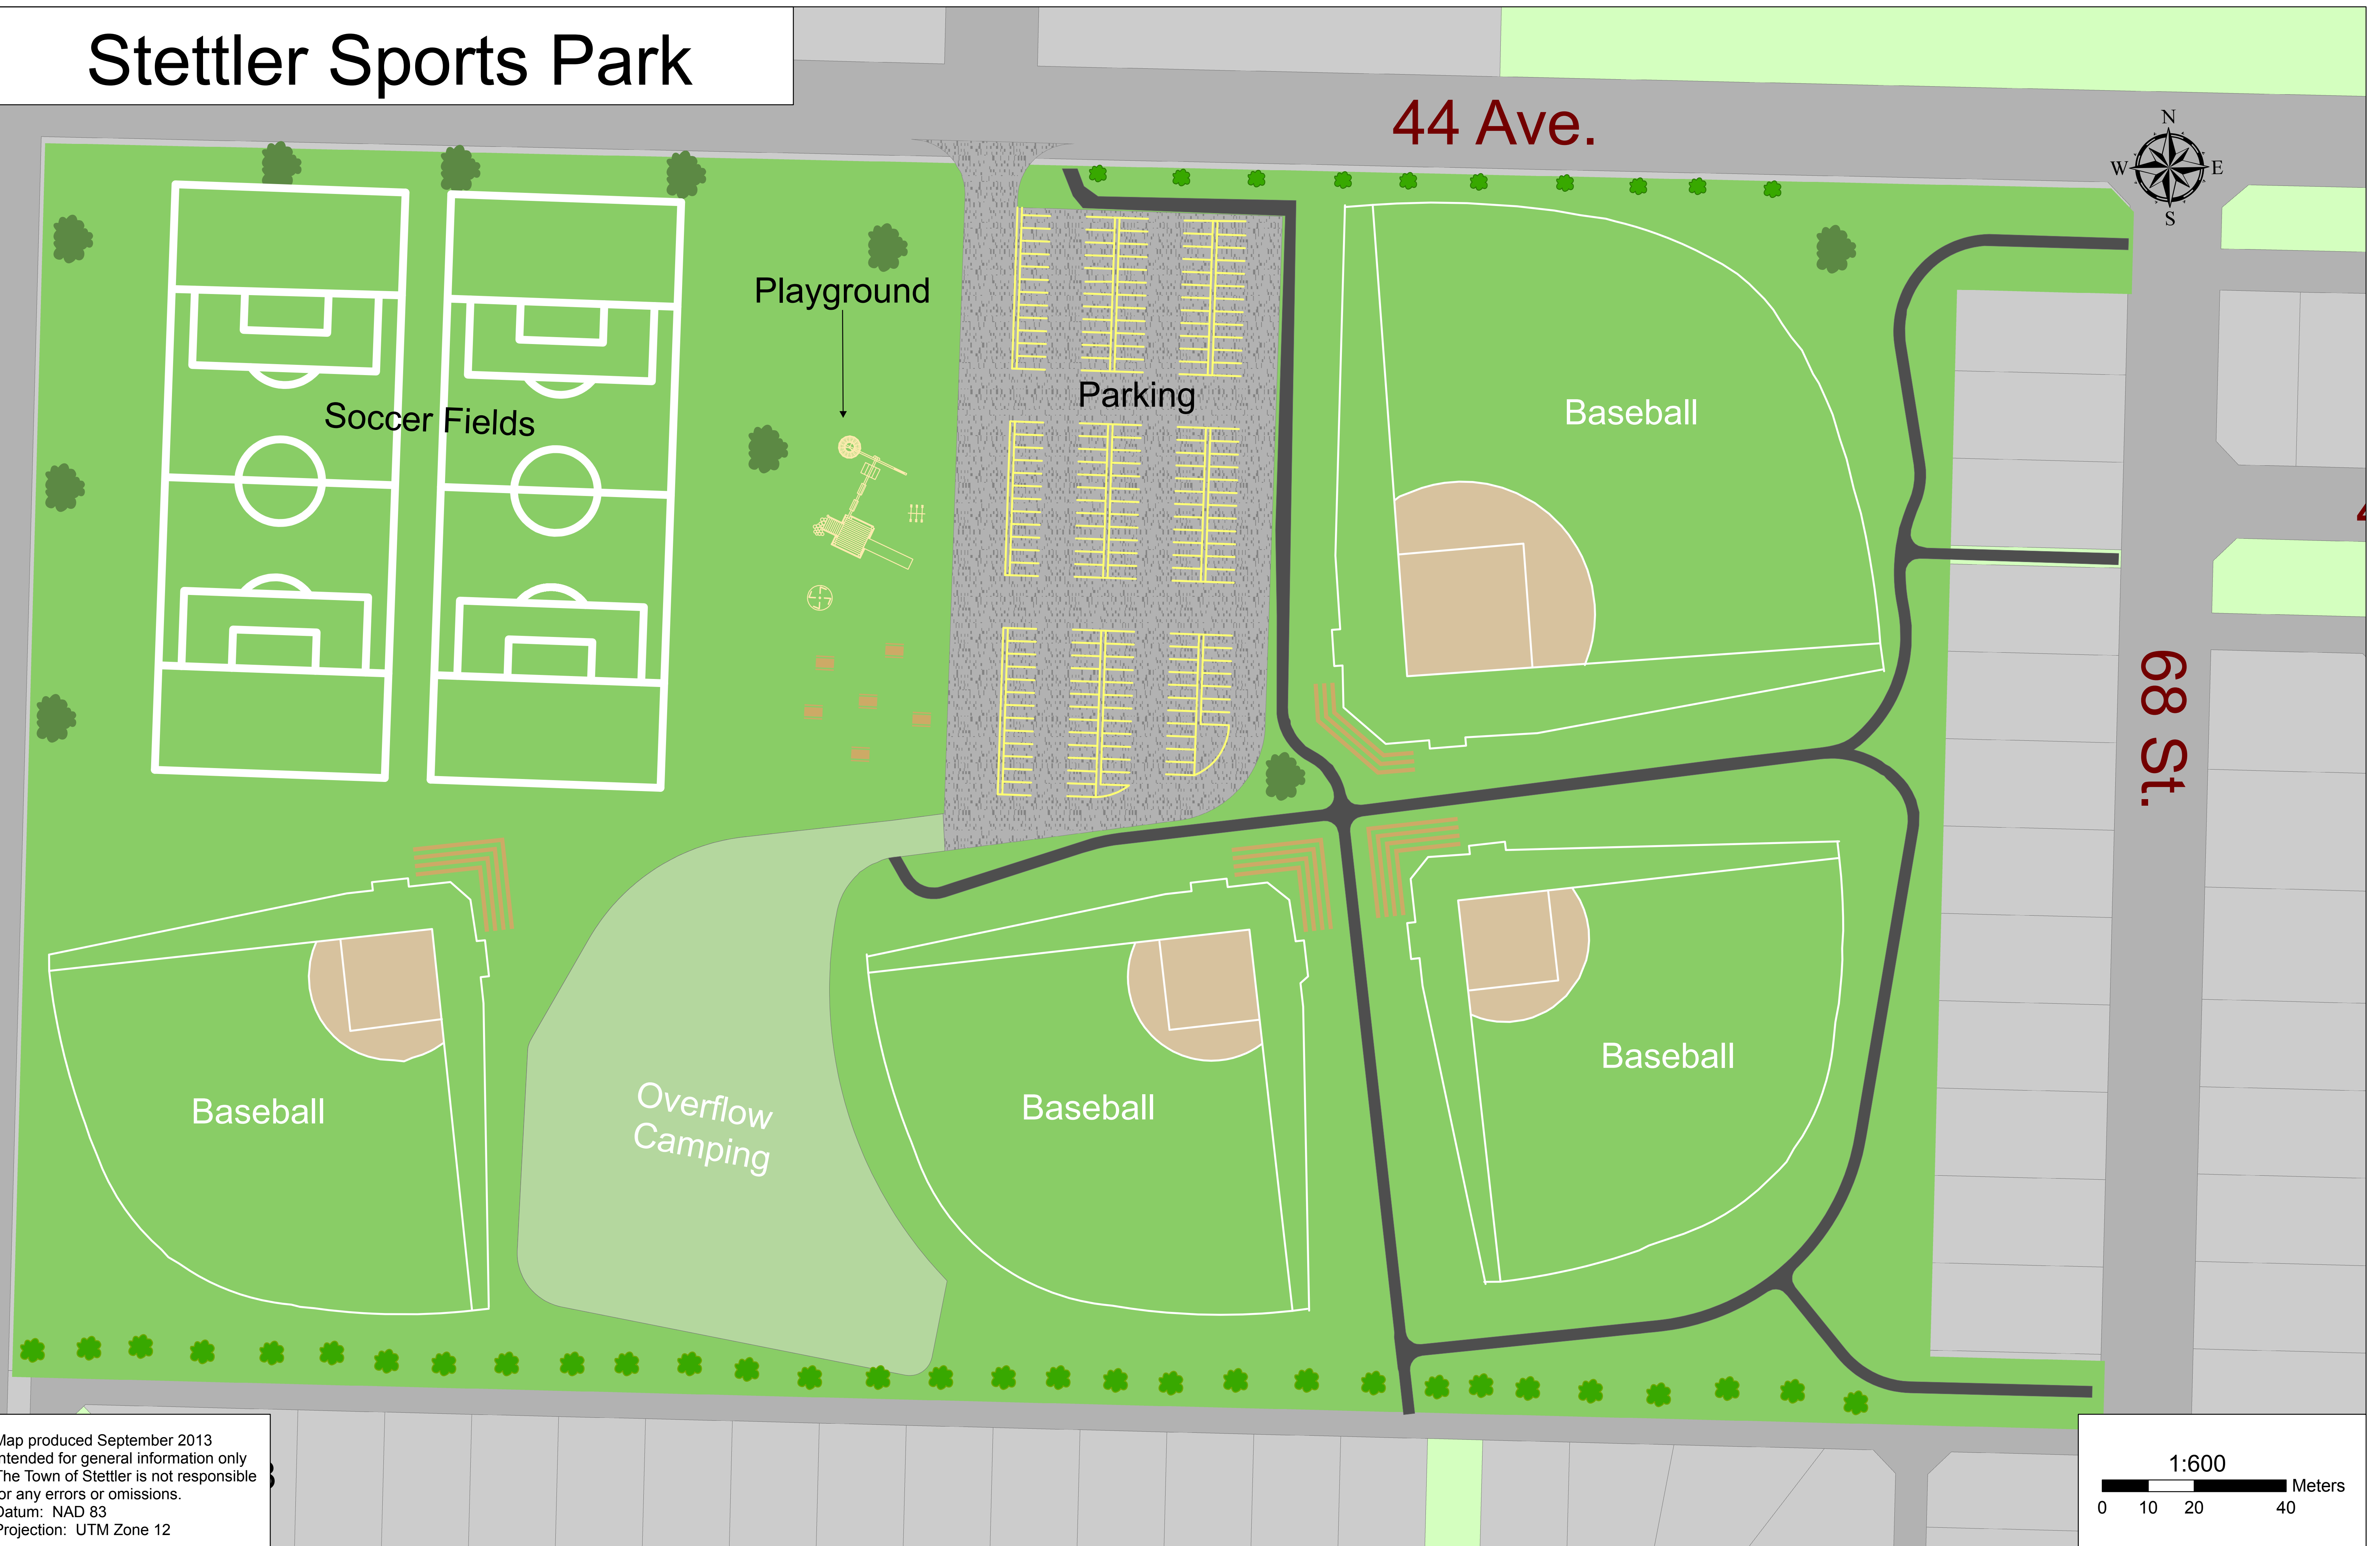 Stettler Sports Park
44 Ave.
N
W E
S
Playground
Parking
Soccer Fields
Baseball
68 St.
Baseball
Overflow
Camping
Baseball
Baseball
Map produced September 2013
ntended for general information only
The Town of Stettler is not responsible
or any errors or omissions.
Datum: NAD 83
Projection: UTM Zone 12
1:600
Meters
0 10 20 40